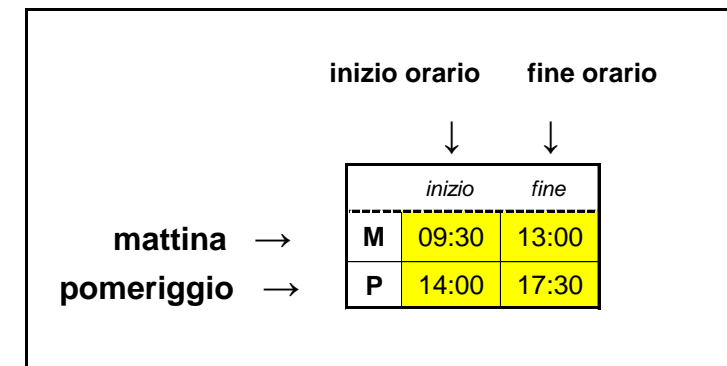 inizio orario fine orario
↓ ↓
inizio fine
mattina → M 09:30 13:00
pomeriggio → P 14:00 17:30